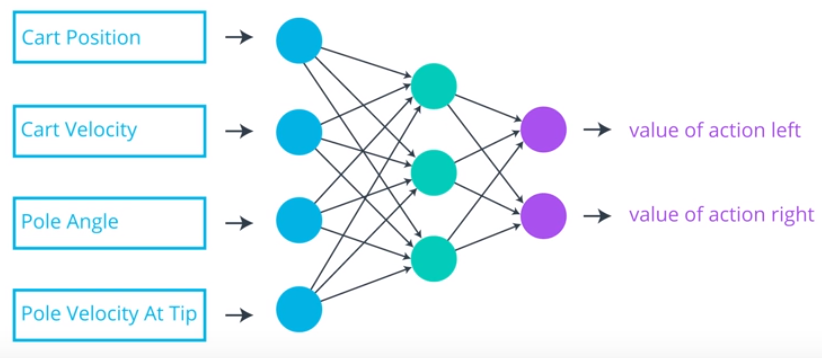 Cart Position
Cart Velocity
value of action left
Pole Angle
value of action right
Pole Velocity At Tip